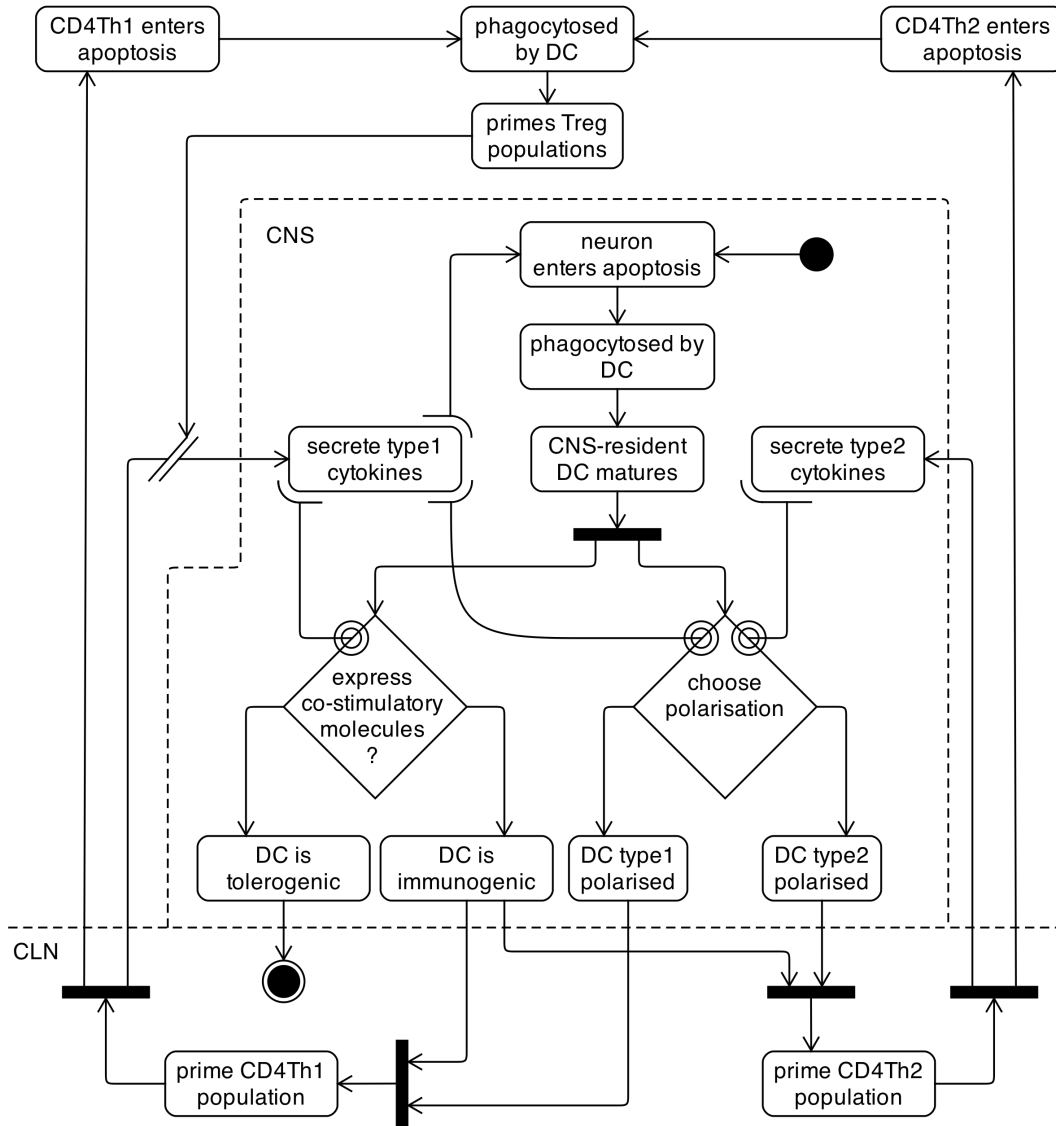 CD4Th1 enters
apoptosis
phagocytosed
by DC
CD4Th2 enters
apoptosis
primes Treg
populations
CNS
neuron
enters apoptosis
phagocytosed by
DC
secrete type1
cytokines
CNS-resident
DC matures
secrete type2
cytokines
express
co-stimulatory
molecules
?
choose
polarisation
DC is
tolerogenic
DC is
immunogenic
DC type1
polarised
DC type2
polarised
CLN
prime CD4Th1
population
prime CD4Th2
population